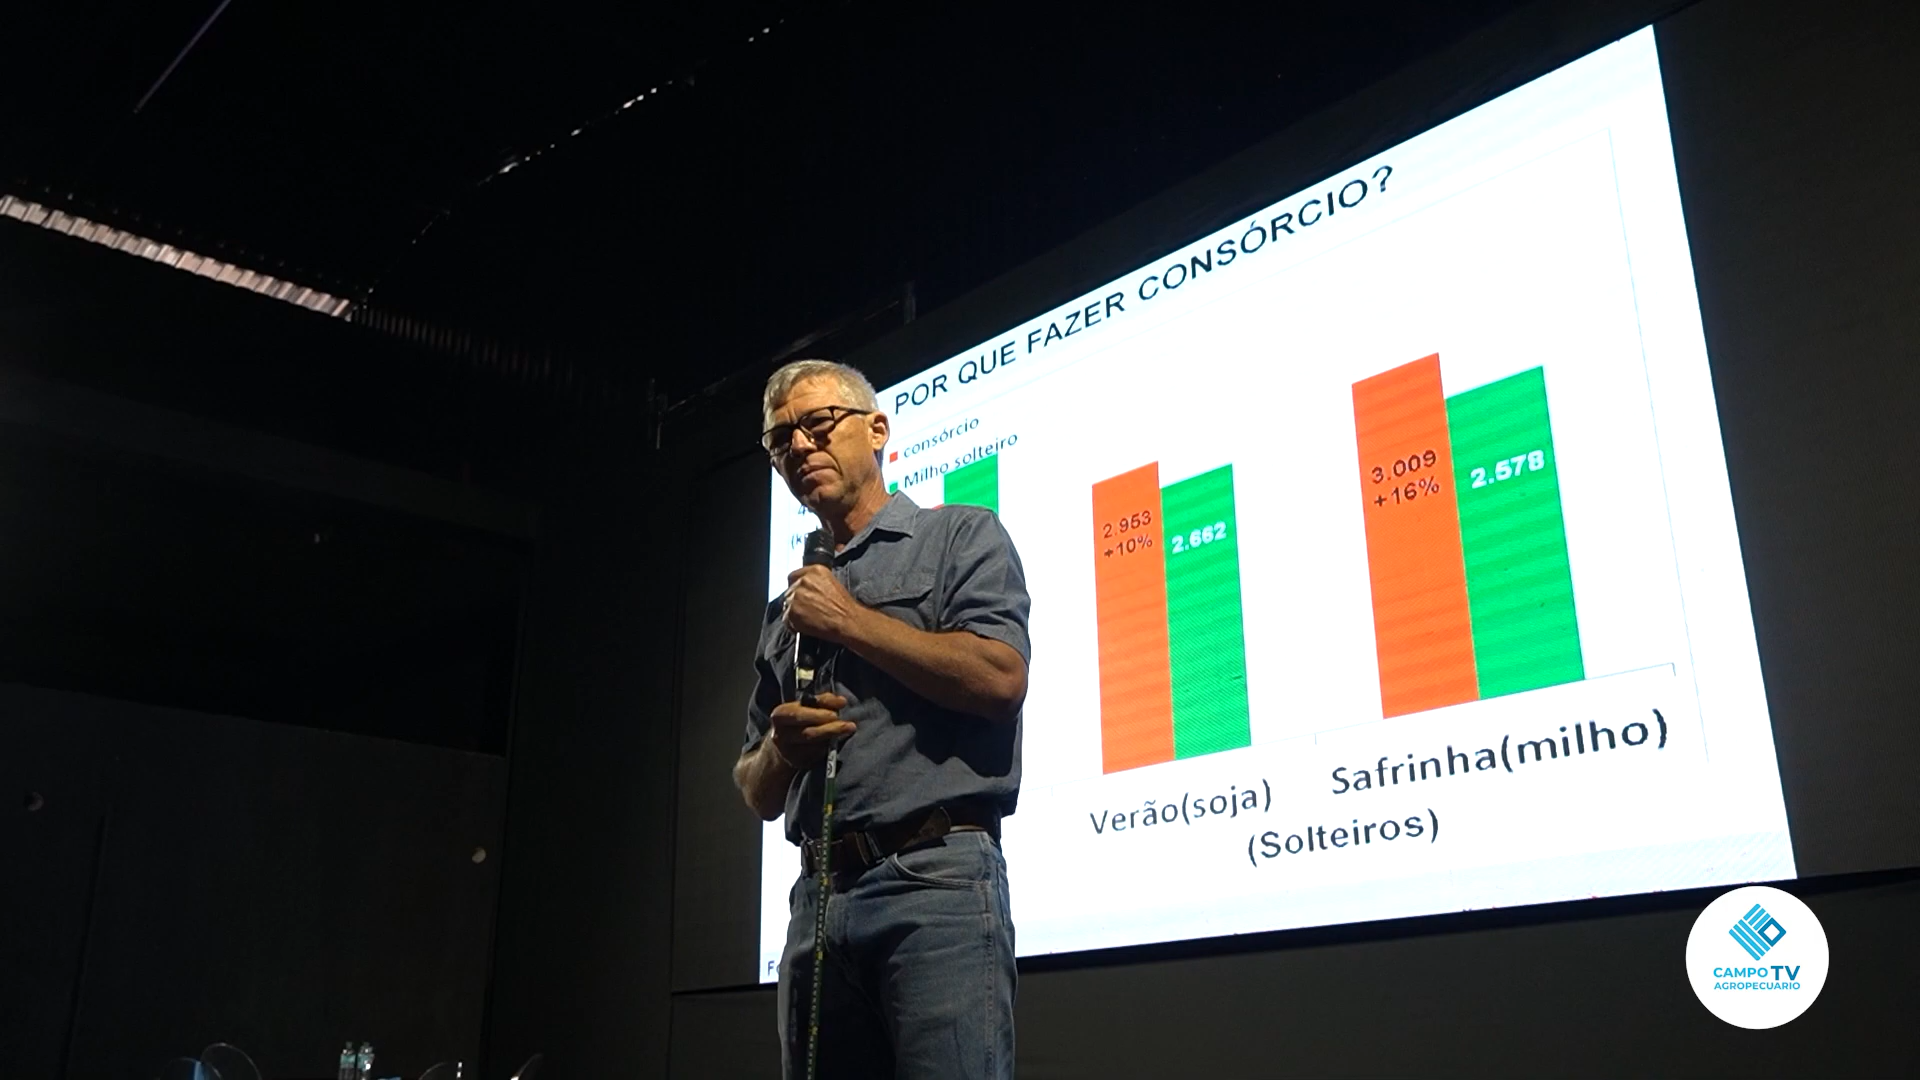 POR QUE FAZER CONSÓRCIO?
consórcio
Milho solteiro
2.953
+10%
2.662
3.009
+16%
2.578
Verão(soja)
Safrinha(milho)
(Solteiros)
CAMPO TV
AGROPECUARIO